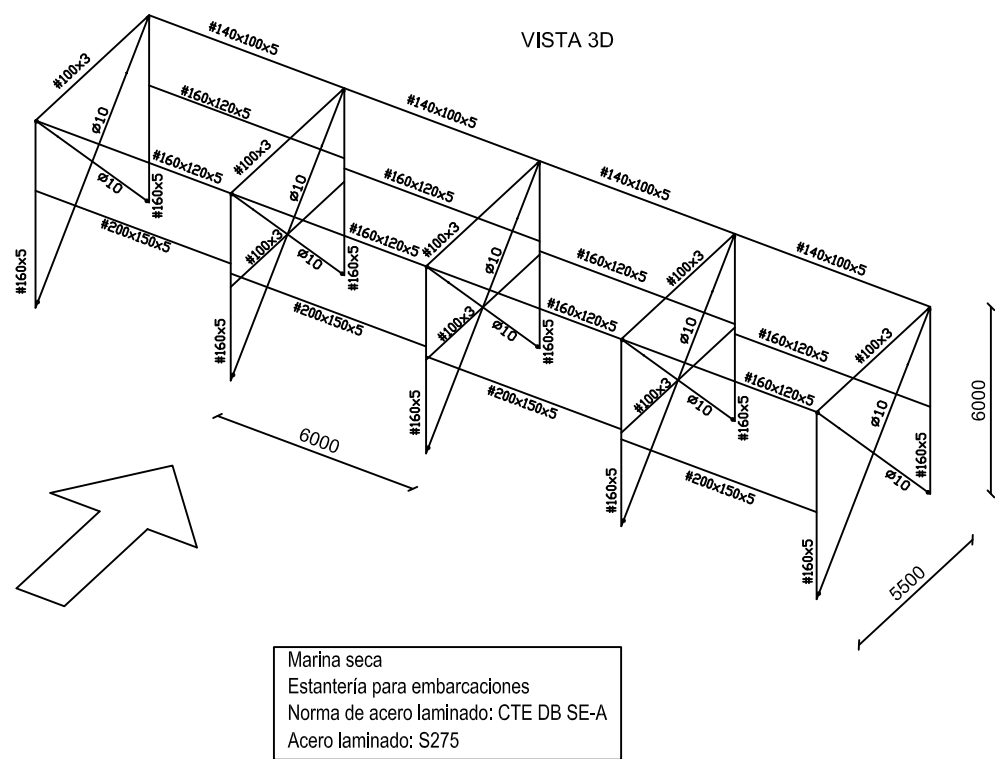 VISTA 3D
#140x100x5
#100x3
#160x120x5
ø10
#140x100x5
#160x120x5
#100x3
ø10
#160x5
#160x120x5
ø10
#200x150x5
#160x5
#100x3
ø10
#160x5
#140x100x5
#160x120x5
#100x3
ø10
#160x120x5
#200x150x5
#160x5
#100x3
ø10
#160x5
#140x100x5
#160x120x5
#100x3
ø10
#160x120x5
#200x150x5
#160x5
#100x3
ø10
#160x5
#160x120x5
#100x3
ø10
#160x120x5
#200x150x5
#160x5
ø10
#160x5
#160x5
6000
6000
5500
Marina seca
Estantería para embarcaciones
Norma de acero laminado: CTE DB SE-A
Acero laminado: S275